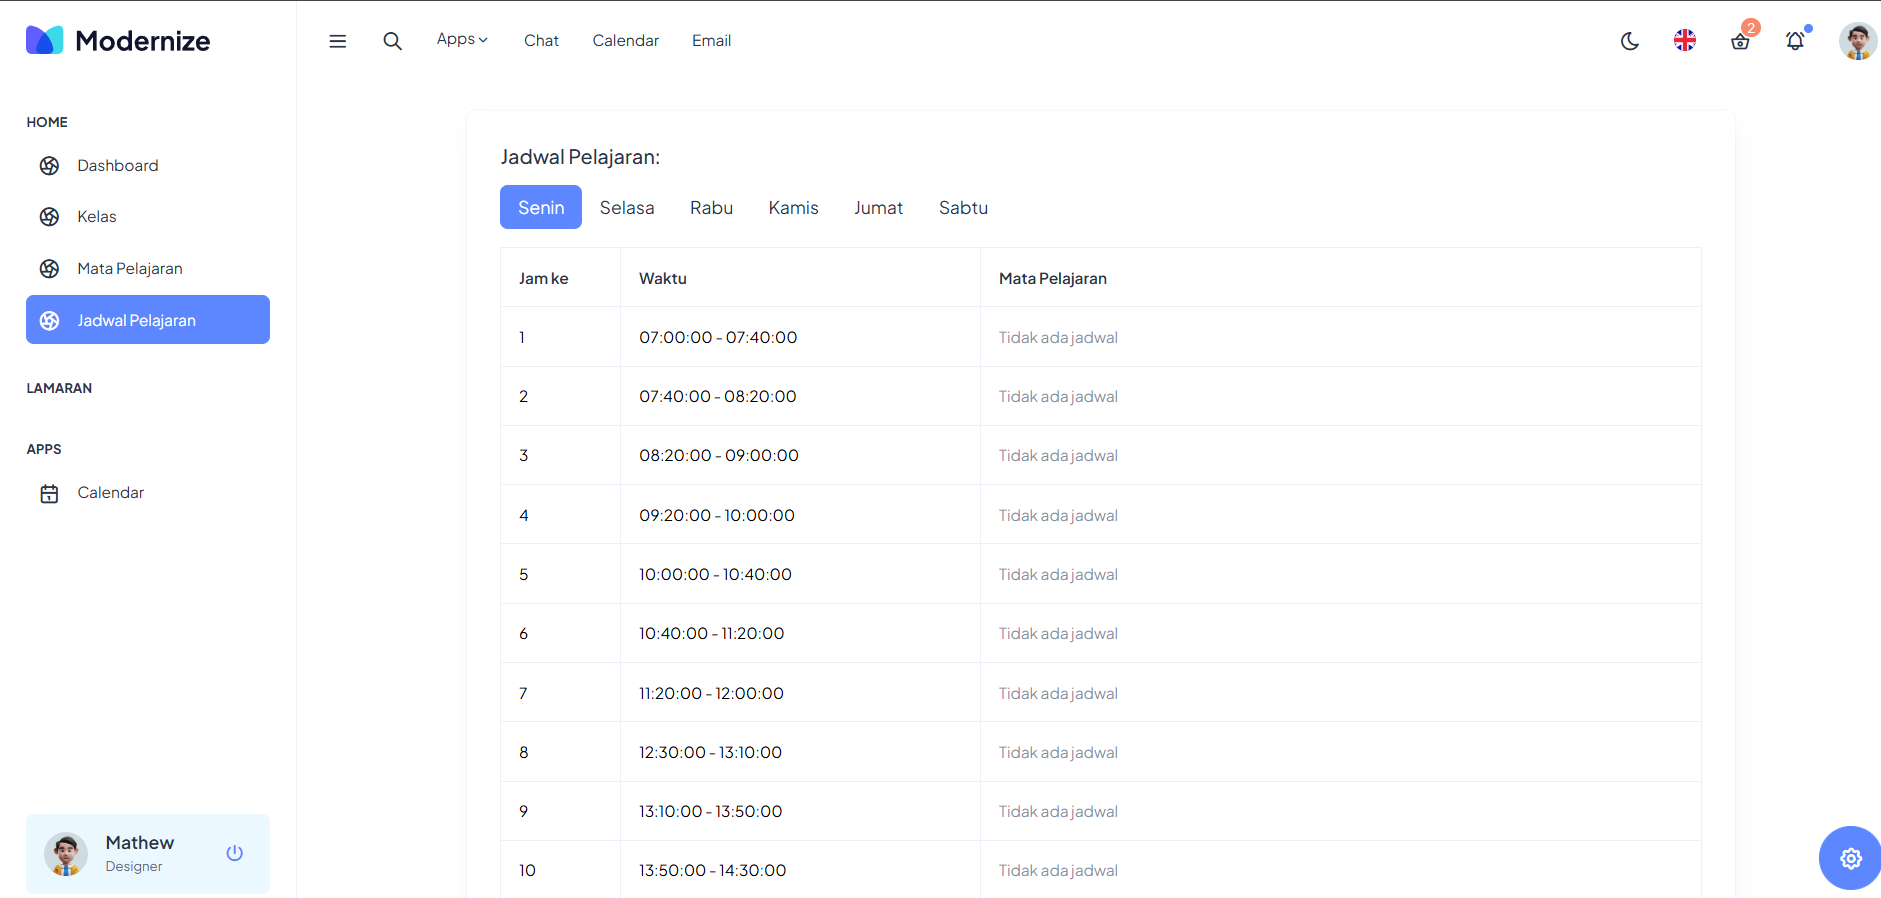 Modernize
Apps Chat Calendar Email
2
HOME
Dashboard
Kelas
Mata Pelajaran
Jadwal Pelajaran
LAMARAN
APPS
Calendar
Mathew
Designer
Jadwal Pelajaran:
Senin Selasa Rabu Kamis Jumat Sabtu
Jam ke Waktu Mata Pelajaran
1 07:00:00 - 07:40:00 Tidak ada jadwal
2 07:40:00 - 08:20:00 Tidak ada jadwal
3 08:20:00 - 09:00:00 Tidak ada jadwal
4 09:20:00 - 10:00:00 Tidak ada jadwal
5 10:00:00 - 10:40:00 Tidak ada jadwal
6 10:40:00 - 11:20:00 Tidak ada jadwal
7 11:20:00 - 12:00:00 Tidak ada jadwal
8 12:30:00 - 13:10:00 Tidak ada jadwal
9 13:10:00 - 13:50:00 Tidak ada jadwal
10 13:50:00 - 14:30:00 Tidak ada jadwal